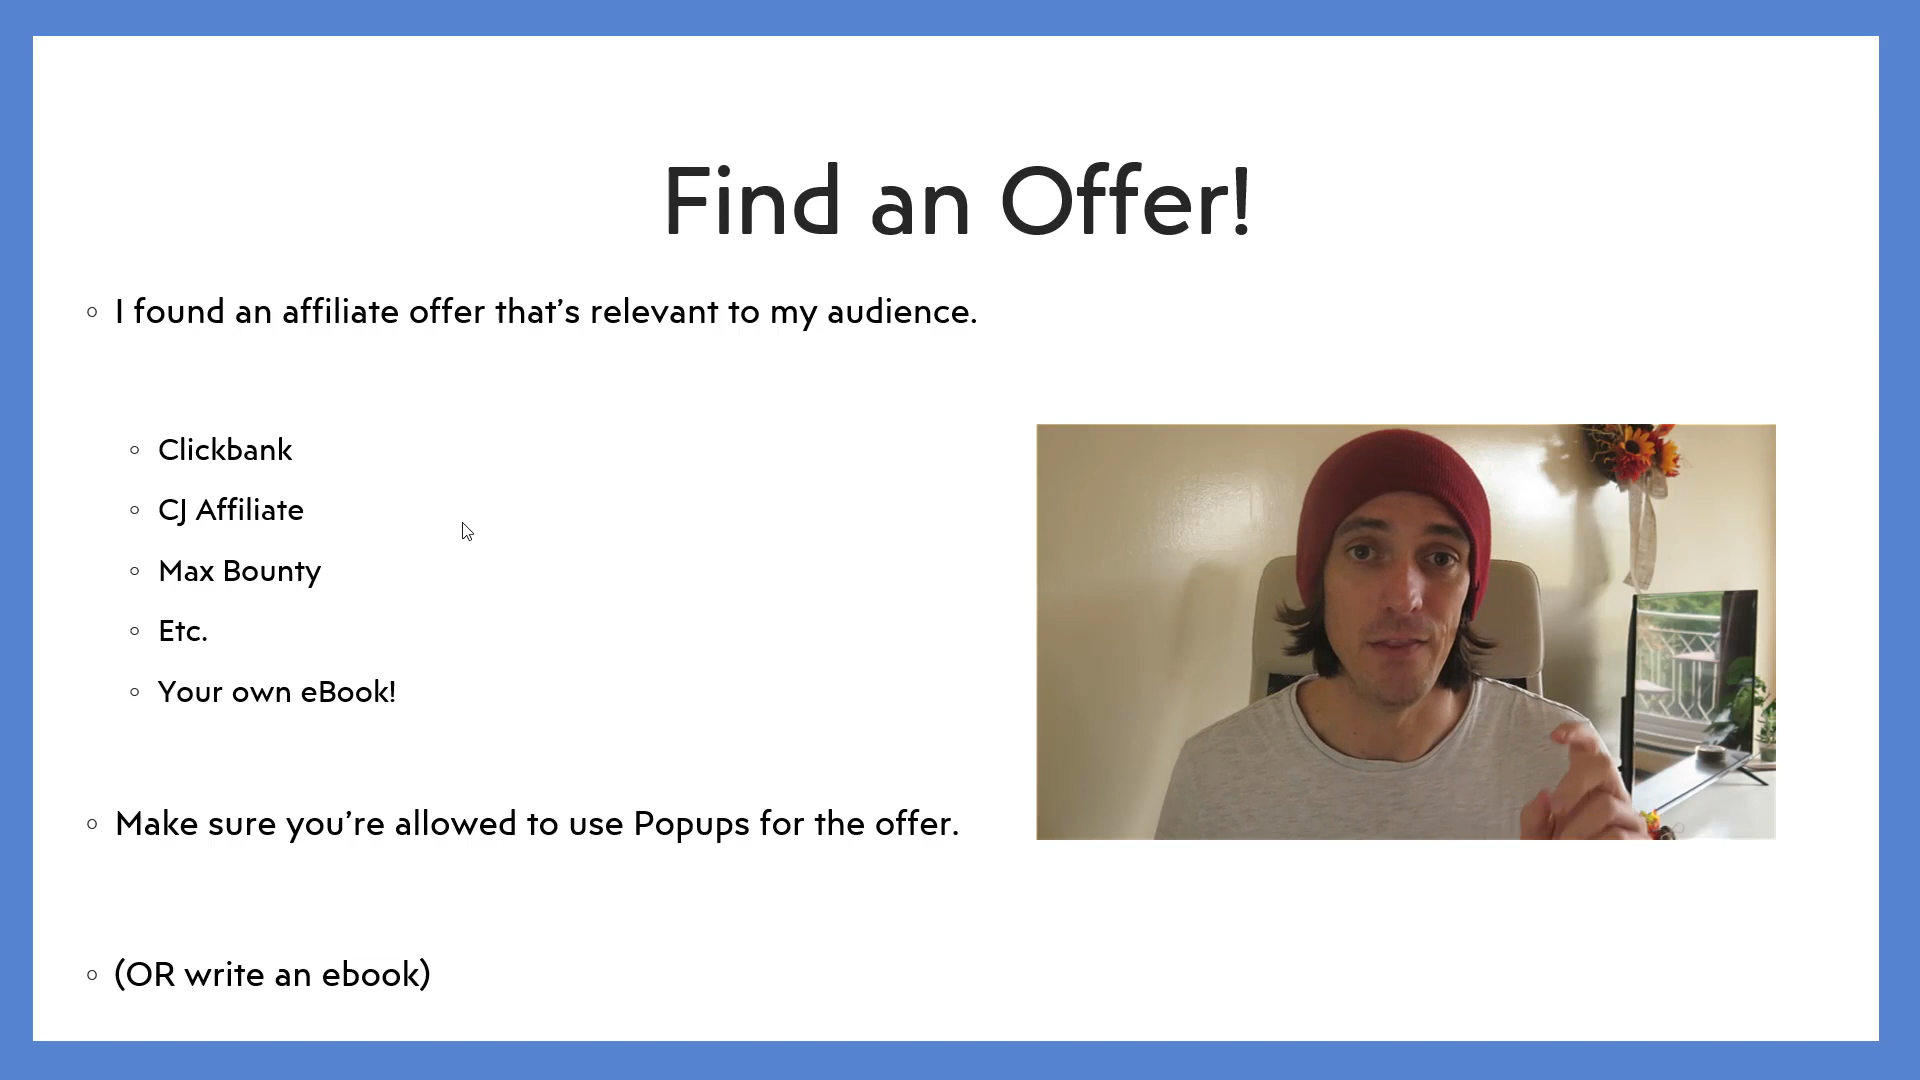 Find an Offer!
I found an affiliate offer that’s relevant to my audience.
Clickbank
CJ Affiliate
Max Bounty
Etc.
Your own eBook!
Make sure you’re allowed to use Popups for the offer.
(OR write an ebook)